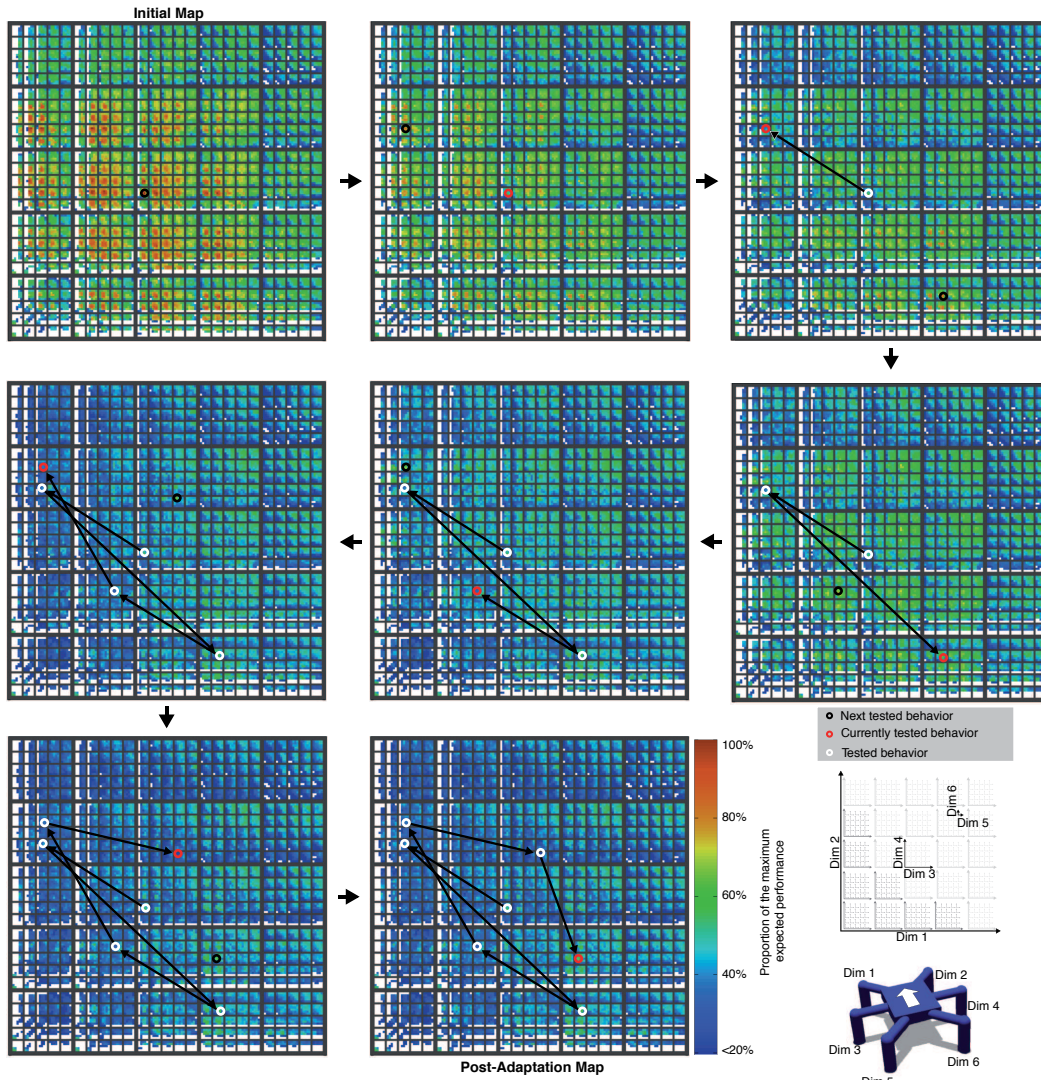 Initial Map
Next tested behavior
Currently tested behavior
Tested behavior
100%
80%
60%
40%
<20%
Proportion of the maximum
expected performance
Dim 2
Dim 4
Dim 3
Dim 6
Dim 5
Dim 1
Dim 1
Dim 2
Dim 4
Dim 3
Dim 6
Dim 5
Post-Adaptation Map